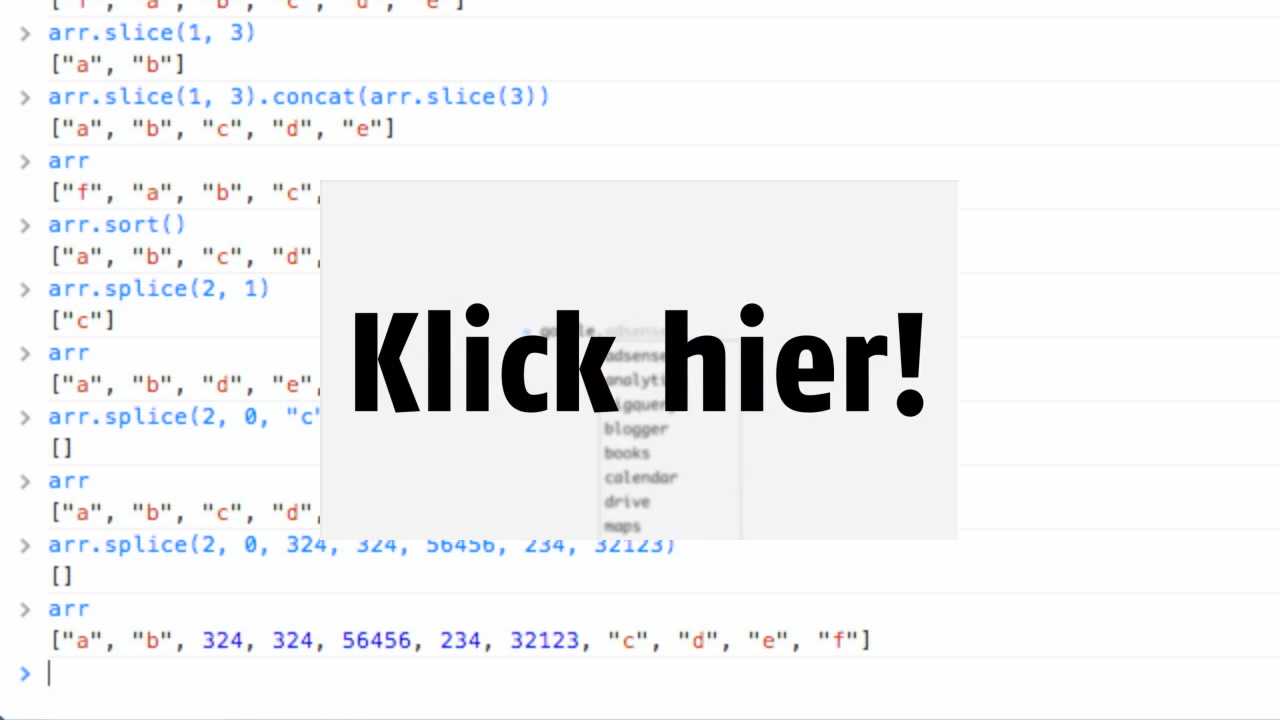 ["f", "a", "b", "c", "d", "e"]
> arr.slice(1, 3)
["a", "b"]
> arr.slice(1, 3).concat(arr.slice(3))
["a", "b", "c", "d", "e"]
> arr
["f", "a", "b", "c",
> arr.sort()
["a", "b", "c", "d",
> arr.splice(2, 1)
["c"]
> arr
["a", "b", "d", "e",
> arr.splice(2, 0, "c"
[]
> arr
["a", "b", "c", "d",
Klick hier!
adsense
blogger
books
calendar
drive
maps
> arr.splice(2, 0, 324, 324, 56456, 234, 32123)
[]
> arr
["a", "b", 324, 324, 56456, 234, 32123, "c", "d", "e", "f"]
>